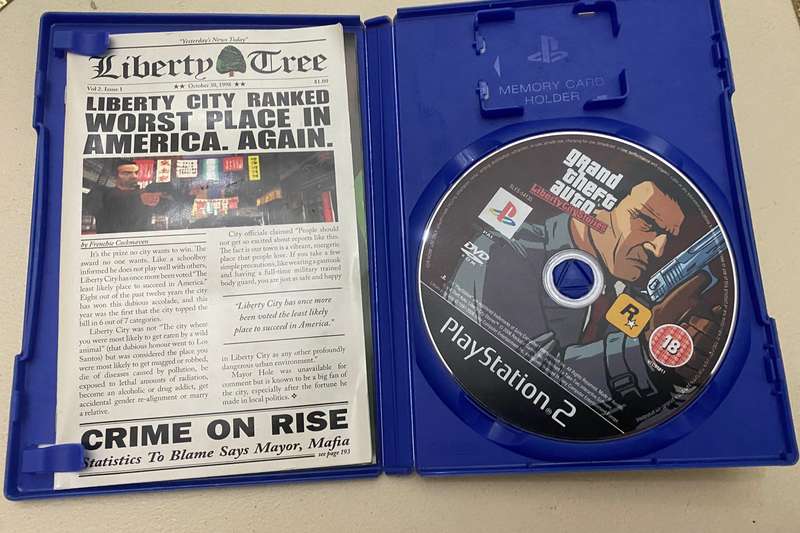 "Yesterday's News Today"
Liberty Tree
Vol 2. Issue 1 ★★ October 30, 1998 ★★ $1.00
LIBERTY CITY RANKED
WORST PLACE IN
AMERICA. AGAIN.
by Frenchie Cockmaven
It's the prize no city wants to win. The
award no one wants. Like a schoolboy
informed he does not play well with others,
Liberty City has once more been voted "The
least likely place to succeed in America."
Eight out of the past twelve years the city
has won this dubious accolade, and this
year was the first that the city topped the
bill in 6 our of 7 categories.
Liberty City was not "The city where
you were most likely to get eaten by a wild
animal" (that dubious honour went to Los
Santos) but was considered the place you
were most likely to get mugged or robbed,
die of diseases caused by pollution, be
exposed to lethal amounts of radiation,
become an alcoholic or drug addict, get
accidental gender re-alignment or marry
a relative.
City officials claimed "People should
not get so excited about reports like this.
The fact is our town is a vibrant, energetic
place that people love. If you take a few
simple precautions, like wearing a gasmask
and having a full-time military trained
body guard, you are just as safe and happy
"Liberty City has once more
been voted the least likely
place to succeed in America."
in Liberty City as any other profoundly
dangerous urban environment."
Mayor Hole was unavailable for
comment but is known to be a big fan of
the city, especially after the fortune he
made in local politics. ❖
CRIME ON RISE
Statistics To Blame Says Mayor, Mafia
see page 193
MEMORY CARD
HOLDER
grand
theft
auto
Liberty City Stories
PAL
DVD
R★
18
PlayStation®2